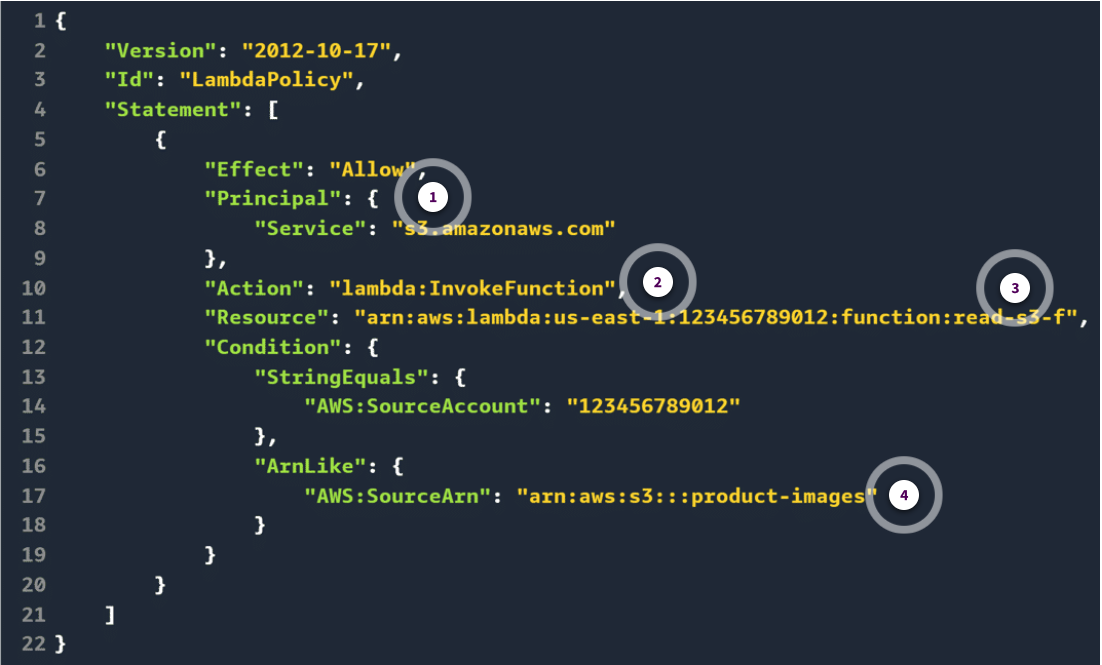 1 {
2 "Version": "2012-10-17",
3 "Id": "LambdaPolicy",
4 "Statement": [
5 {
6 "Effect": "Allow",
7 "Principal": { 1
8 "Service": "s3.amazonaws.com"
9 },
10 "Action": "lambda:InvokeFunction", 2 3
11 "Resource": "arn:aws:lambda:us-east-1:123456789012:function:read-s3-f",
12 "Condition": {
13 "StringEquals": {
14 "AWS:SourceAccount": "123456789012"
15 },
16 "ArnLike": {
17 "AWS:SourceArn": "arn:aws:s3:::product-images" 4
18 }
19 }
20 }
21 ]
22 }